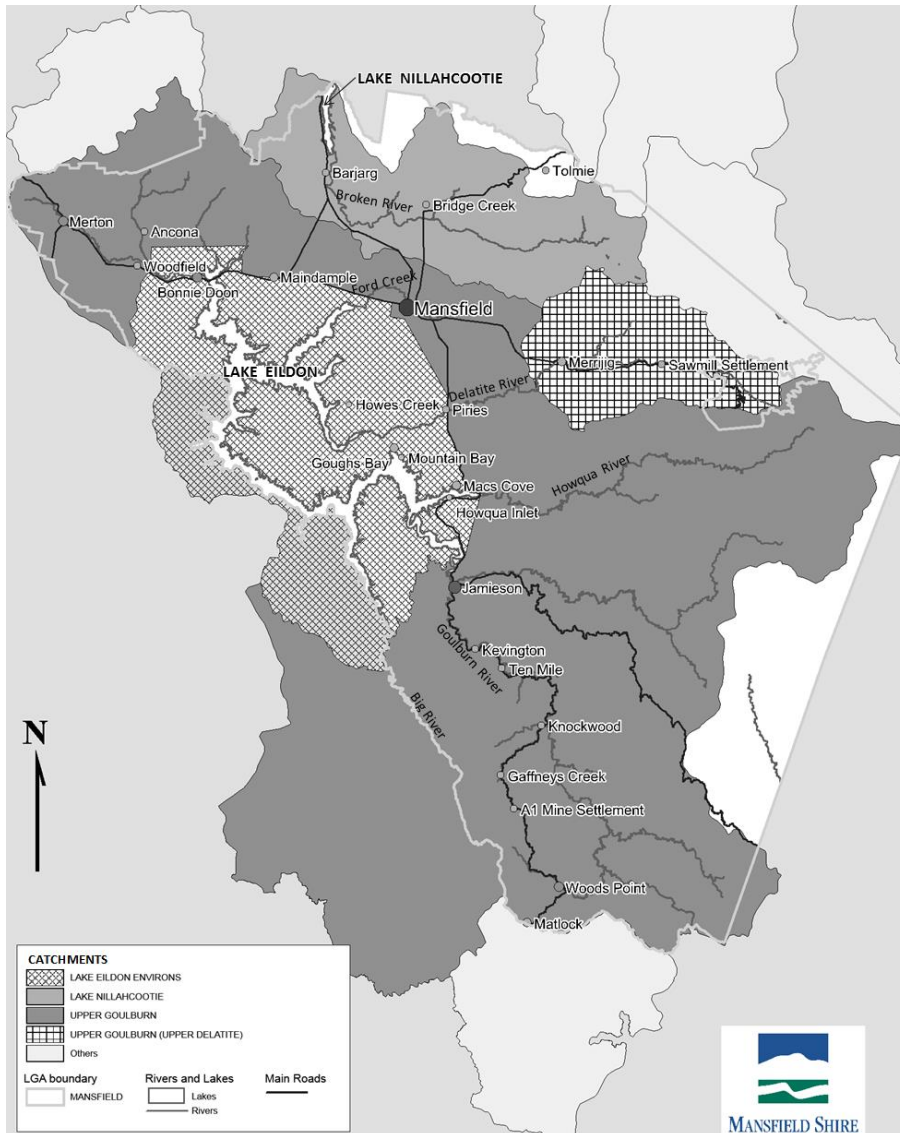 LAKE NILLAHCOOTIE
Barjarg
Tolmie
Broken River
Bridge Creek
Merton
Ancona
Woodfield
Maindample
Bonnie Doon
Ford Creek
Mansfield
LAKE EILDON
Merrijig
Sawmill Settlement
Delatite River
Howes Creek
Piries
Goughs Bay
Mountain Bay
Macs Cove
Howqua River
Howqua Inlet
Jamieson
Goulburn River
Kevington
Ten Mile
Big River
N
Knockwood
Gaffneys Creek
A1 Mine Settlement
Woods Point
Matlock
CATCHMENTS
LAKE EILDON ENVIRONS
LAKE NILLAHCOOTIE
UPPER GOULBURN
UPPER GOULBURN (UPPER DELATITE)
Others
LGA boundary
MANSFIELD
Rivers and Lakes
Lakes
Rivers
Main Roads
MANSFIELD SHIRE